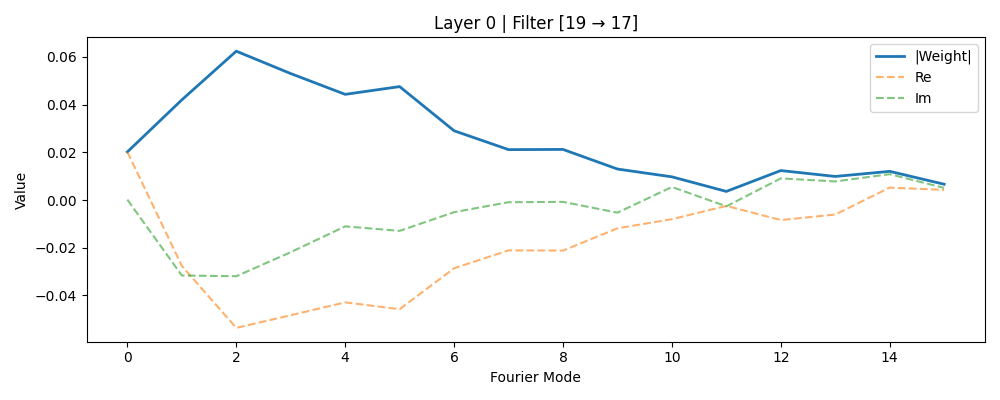 Layer 0 | Filter [19 → 17]
0.06
0.04
0.02
0.00
−0.02
−0.04
Value
|Weight|
Re
Im
0 2 4 6 8 10 12 14
Fourier Mode